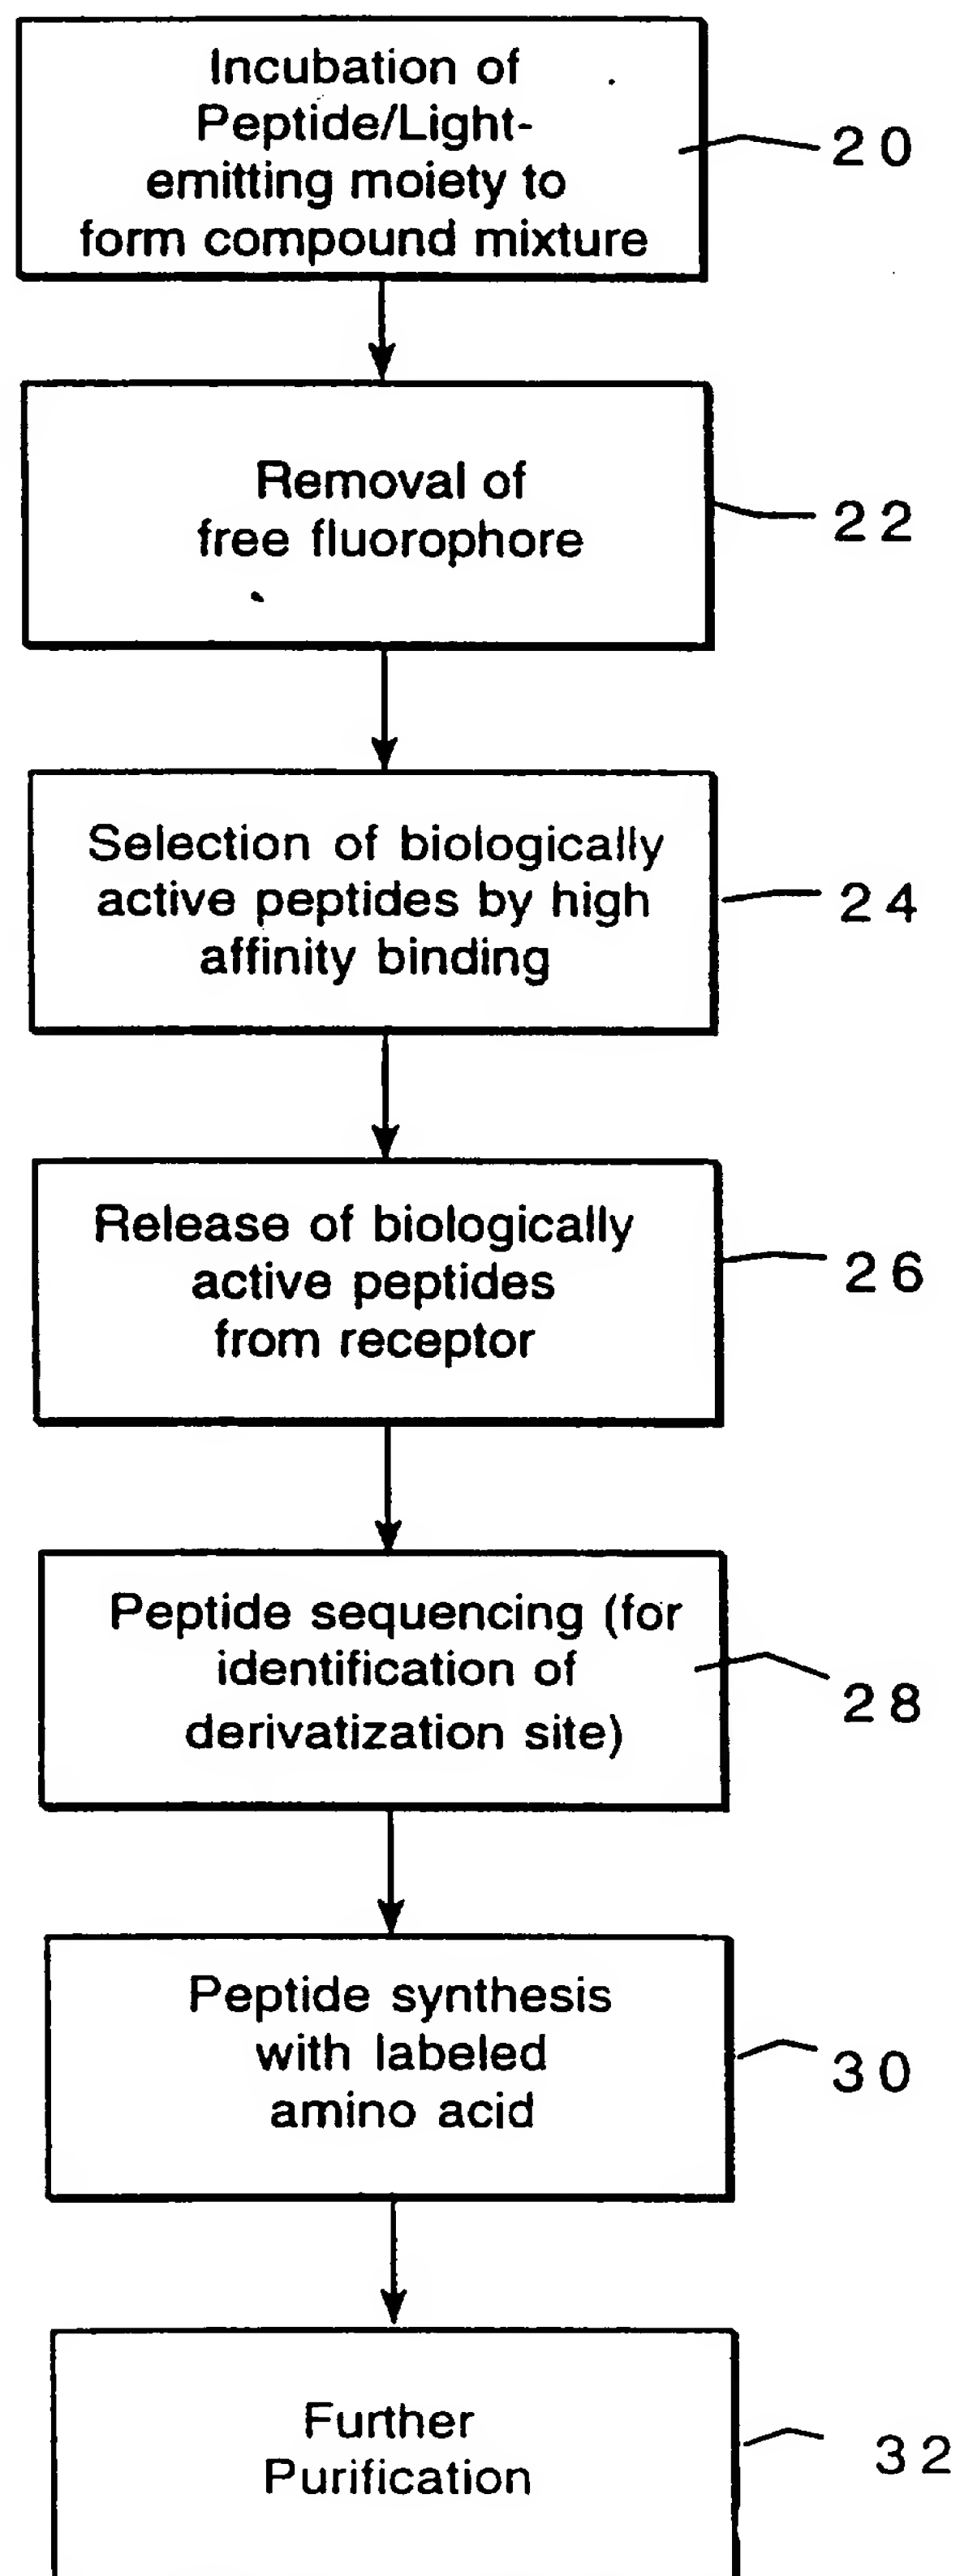 Incubation of
Peptide/Light-
emitting moiety to
form compound mixture
20
Removal of
free fluorophore
22
Selection of biologically
active peptides by high
affinity binding
24
Release of biologically
active peptides
from receptor
26
Peptide sequencing (for
identification of
derivatization site)
28
Peptide synthesis
with labeled
amino acid
30
Further
Purification
32